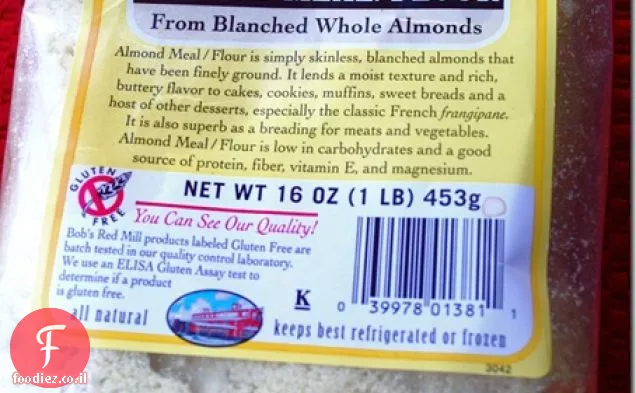 From Blanched Whole Almonds
Almond Meal / Flour is simply skinless, blanched almonds that
have been finely ground. It lends a moist texture and rich,
buttery flavor to cakes, cookies, muffins, sweet breads and a
host of other desserts, especially the classic French frangipane.
It is also superb as a breading for meats and vegetables.
Almond Meal / Flour is low in carbohydrates and a good
source of protein, fiber, vitamin E, and magnesium.
GLUTEN
FREE
NET WT 16 OZ (1 LB) 453g
You Can See Our Quality!
Bob's Red Mill products labeled Gluten Free are
batch tested in our quality control laboratory.
We use an ELISA Gluten Assay test to
determine if a product
is gluten free.
K
0 39978 01381 1
all natural
keeps best refrigerated or frozen
3042
f
foodiez.co.il